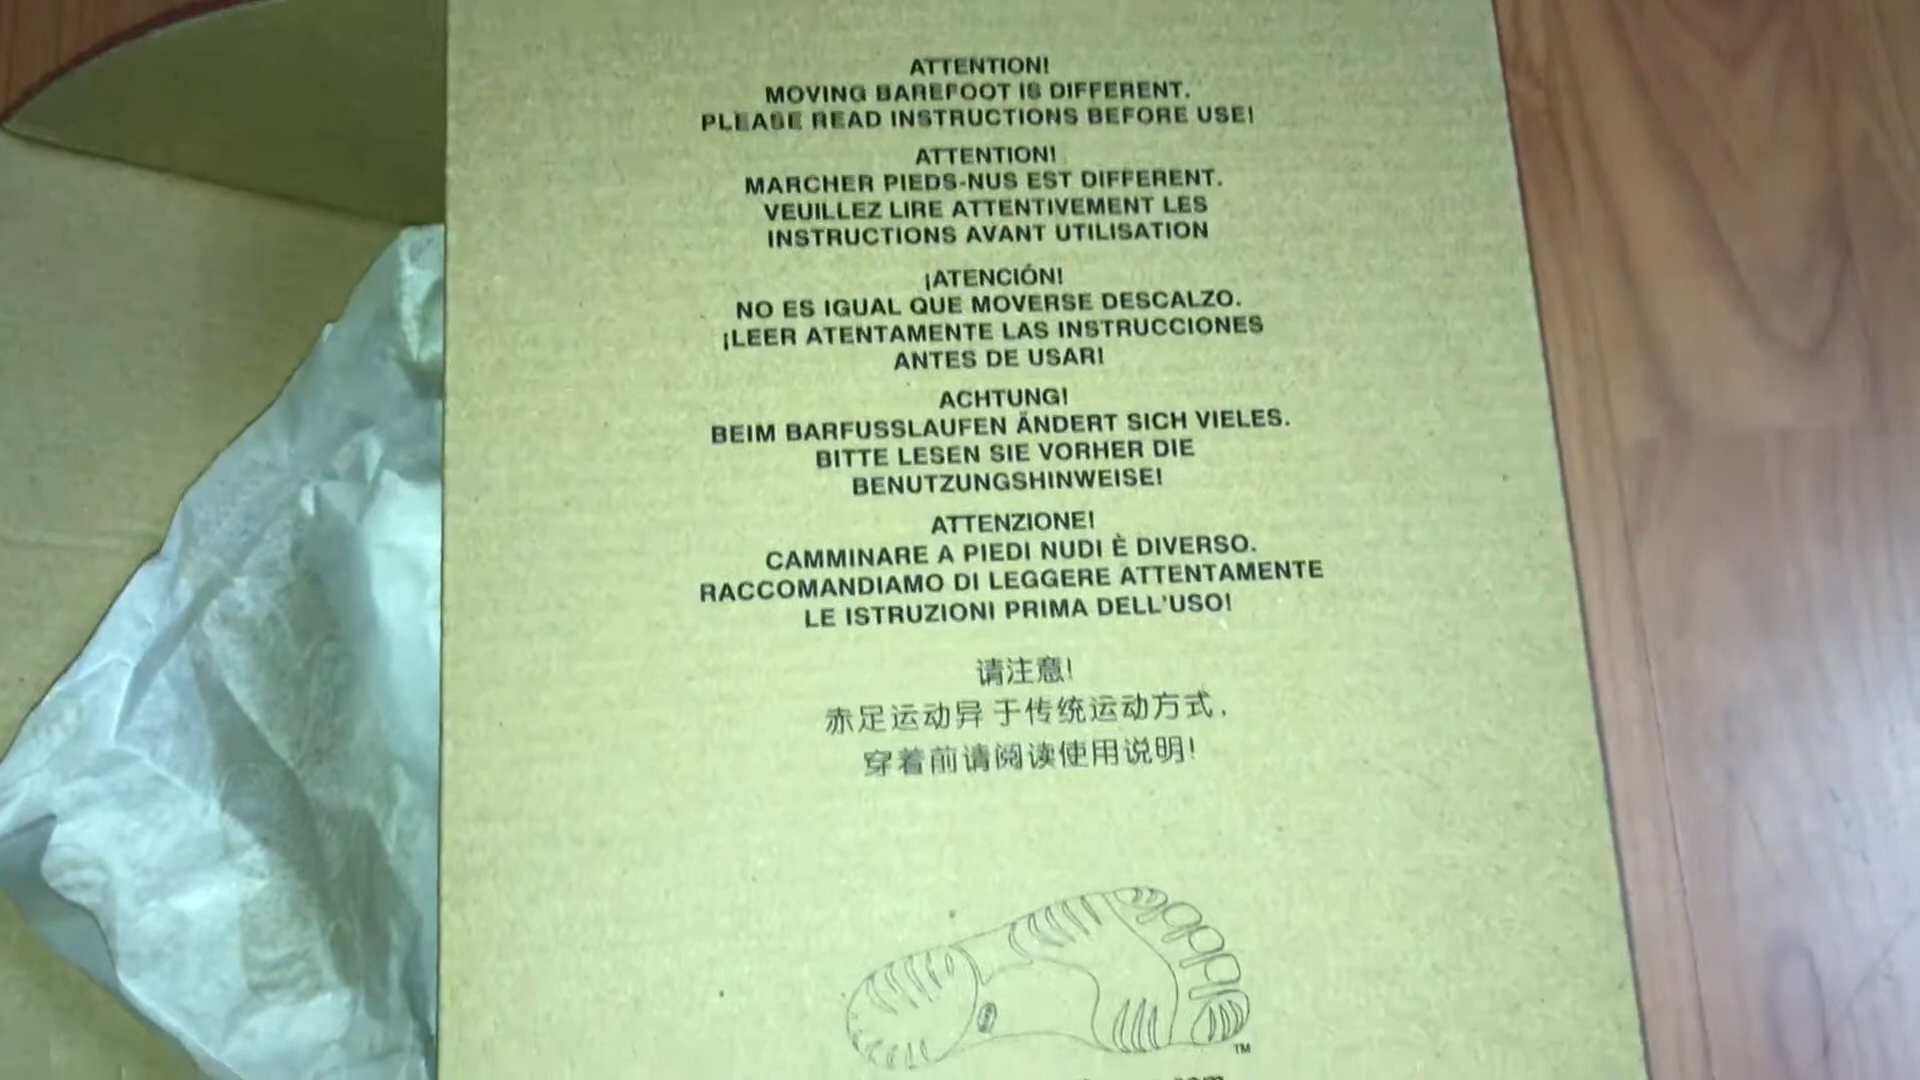 ATTENTION!
MOVING BAREFOOT IS DIFFERENT.
PLEASE READ INSTRUCTIONS BEFORE USE!
ATTENTION!
MARCHER PIEDS-NUS EST DIFFERENT.
VEUILLEZ LIRE ATTENTIVEMENT LES
INSTRUCTIONS AVANT UTILISATION
¡ATENCIÓN!
NO ES IGUAL QUE MOVERSE DESCALZO.
¡LEER ATENTAMENTE LAS INSTRUCCIONES
ANTES DE USAR!
ACHTUNG!
BEIM BARFUSSLAUFEN ÄNDERT SICH VIELES.
BITTE LESEN SIE VORHER DIE
BENUTZUNGSHINWEISE!
ATTENZIONE!
CAMMINARE A PIEDI NUDI È DIVERSO.
RACCOMANDIAMO DI LEGGERE ATTENTAMENTE
LE ISTRUZIONI PRIMA DELL'USO!
请注意!
赤足运动异于传统运动方式,
穿着前请阅读使用说明!
TM